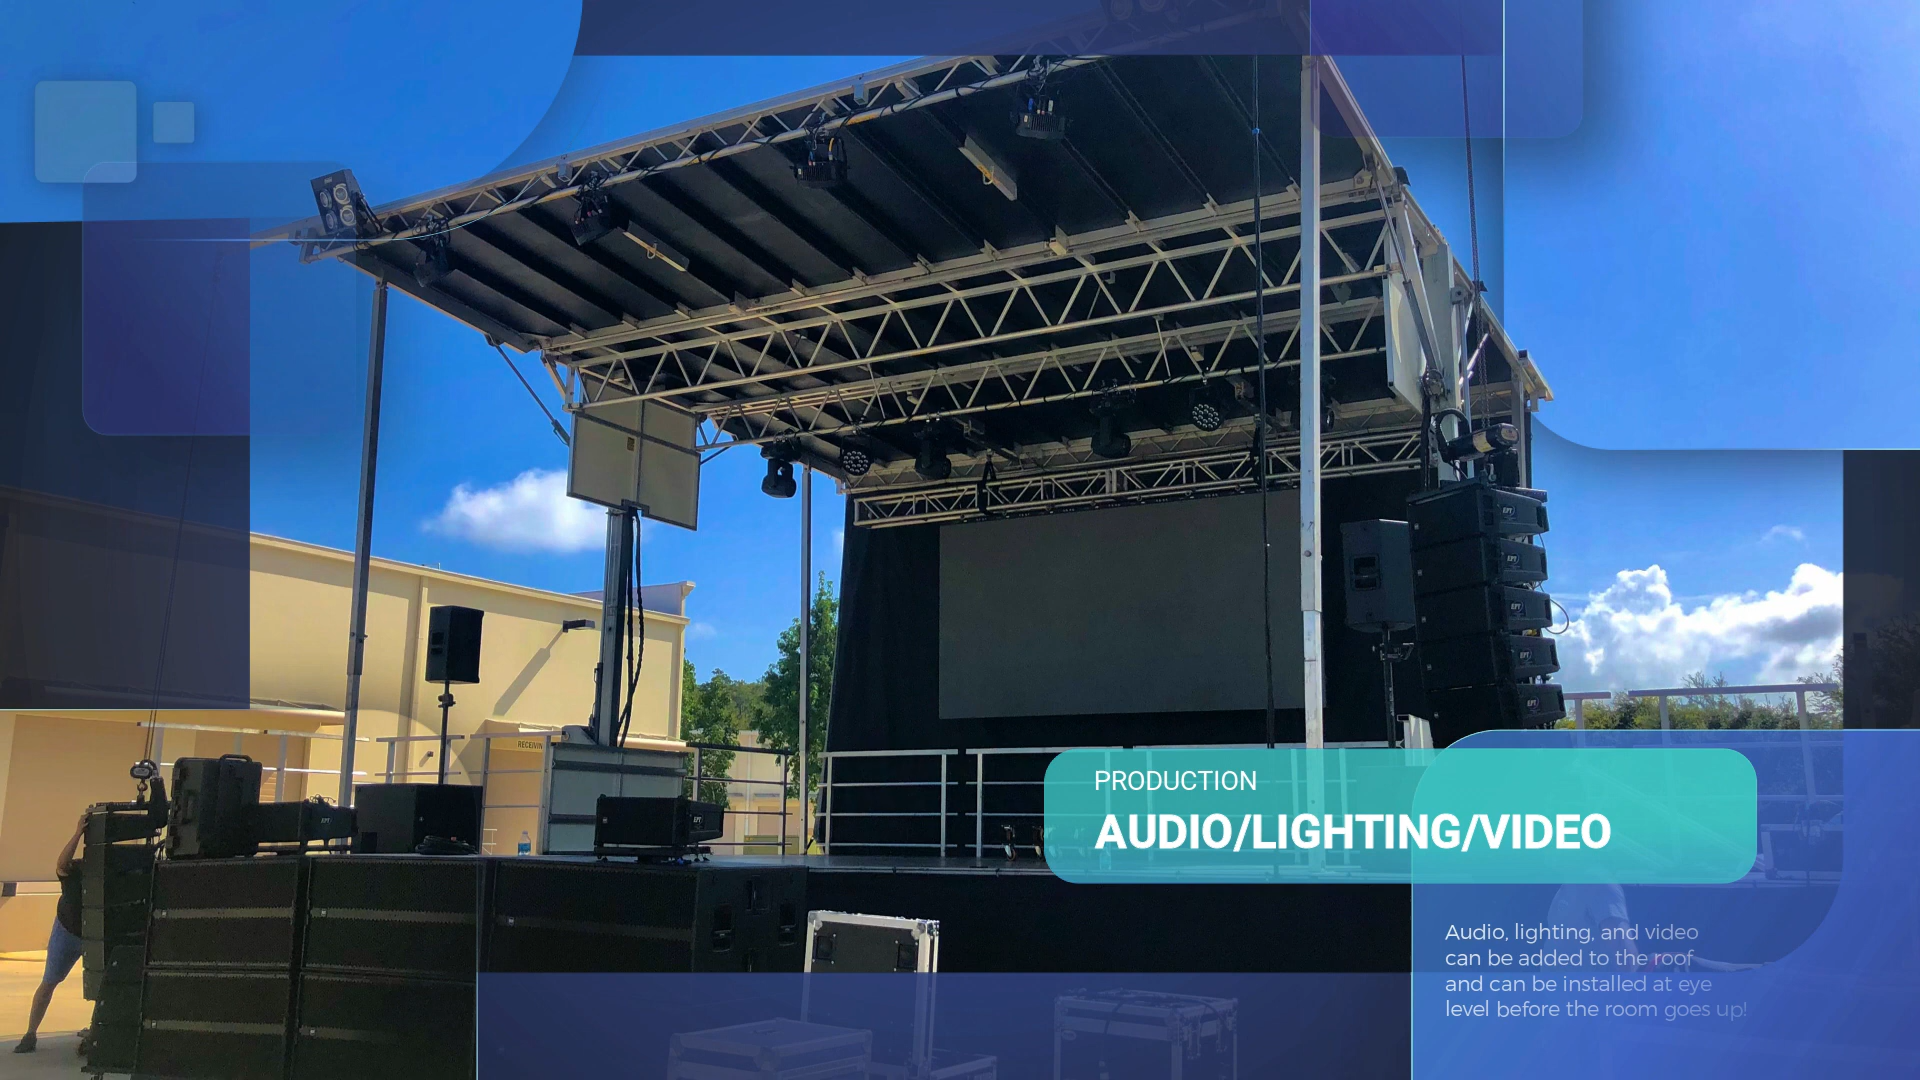 PRODUCTION
AUDIO/LIGHTING/VIDEO
Audio, lighting, and video
can be added to the roof
and can be installed at eye
level before the room goes up!
RECEIVIN